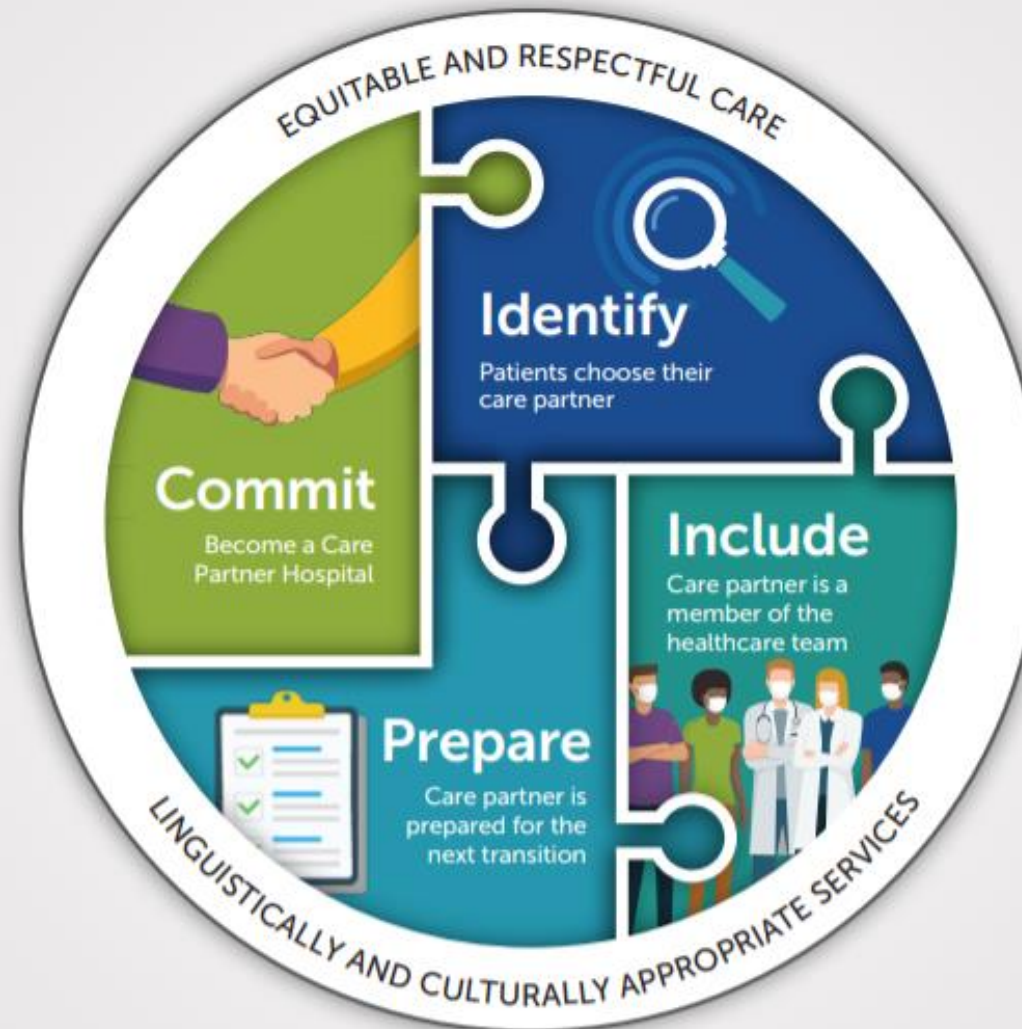 EQUITABLE AND RESPECTFUL CARE
Commit
Become a Care
Partner Hospital
Identify
Patients choose their
care partner
Include
Care partner is a
member of the
healthcare team
Prepare
Care partner is
prepared for the
next transition
LINGUISTICALLY AND CULTURALLY APPROPRIATE SERVICES